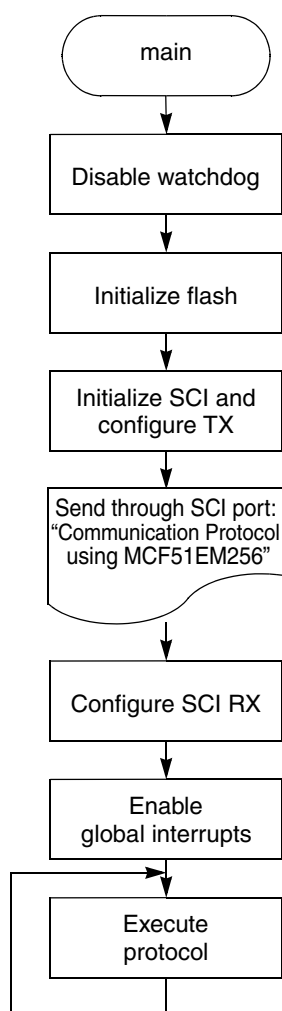 main
Disable watchdog
Initialize flash
Initialize SCI and
configure TX
Send through SCI port:
“Communication Protocol
using MCF51EM256”
Configure SCI RX
Enable
global interrupts
Execute
protocol